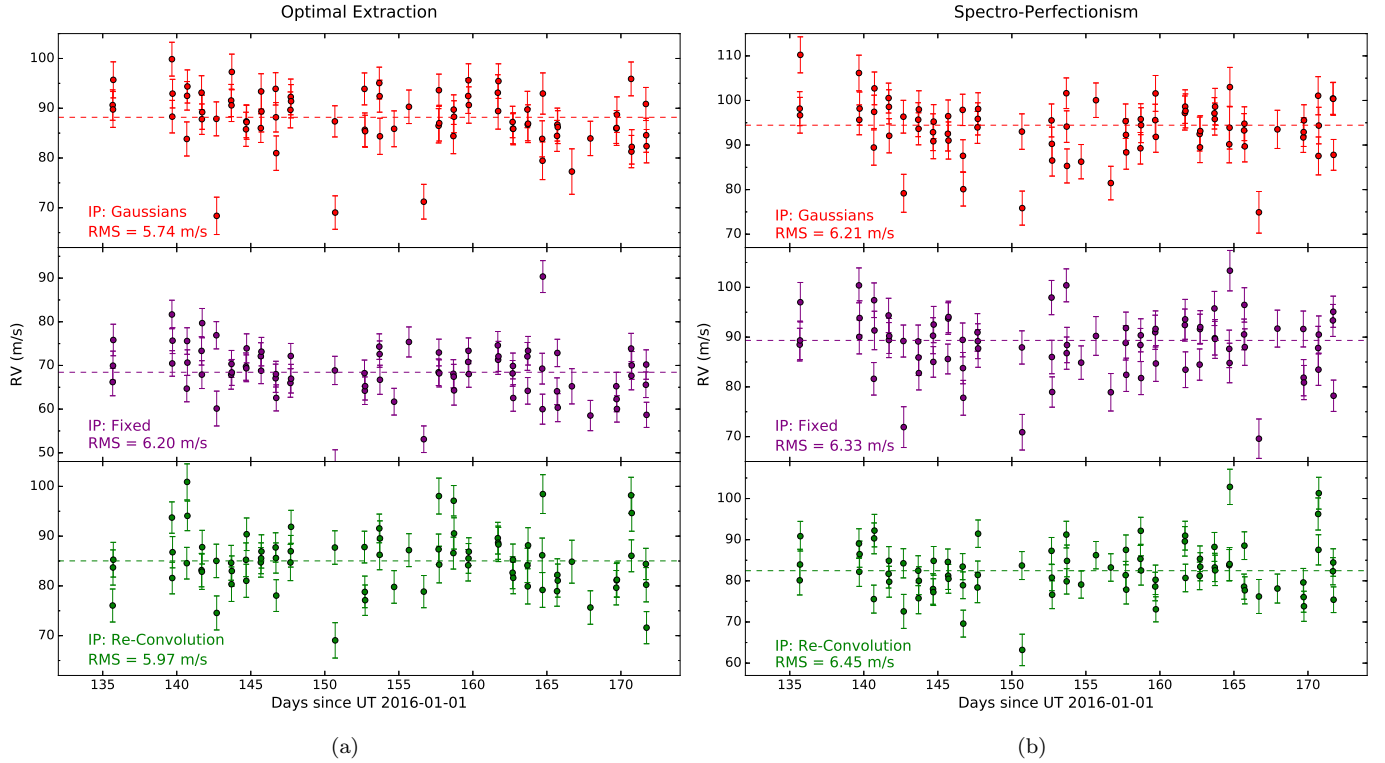 Optimal Extraction
100
90
80
70
IP: Gaussians
RMS = 5.74 m/s
90
80
70
60
50
RV (m/s)
IP: Fixed
RMS = 6.20 m/s
100
90
80
70
IP: Re-Convolution
RMS = 5.97 m/s
135 140 145 150 155 160 165 170
Days since UT 2016-01-01
(a)
Spectro-Perfectionism
110
100
90
80
70
IP: Gaussians
RMS = 6.21 m/s
100
90
80
70
RV (m/s)
IP: Fixed
RMS = 6.33 m/s
100
90
80
70
60
IP: Re-Convolution
RMS = 6.45 m/s
135 140 145 150 155 160 165 170
Days since UT 2016-01-01
(b)